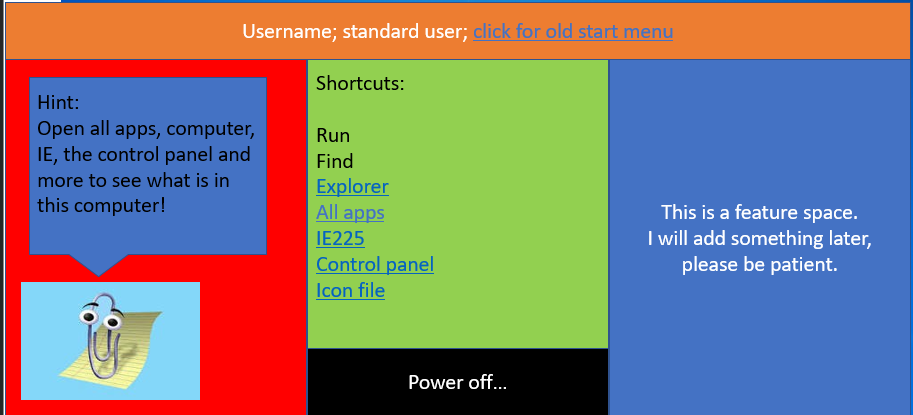 Username; standard user; click for old start menu
Hint:
Open all apps, computer,
IE, the control panel and
more to see what is in
this computer!
Shortcuts:
Run
Find
Explorer
All apps
IE225
Control panel
Icon file
Power off...
This is a feature space.
I will add something later,
please be patient.